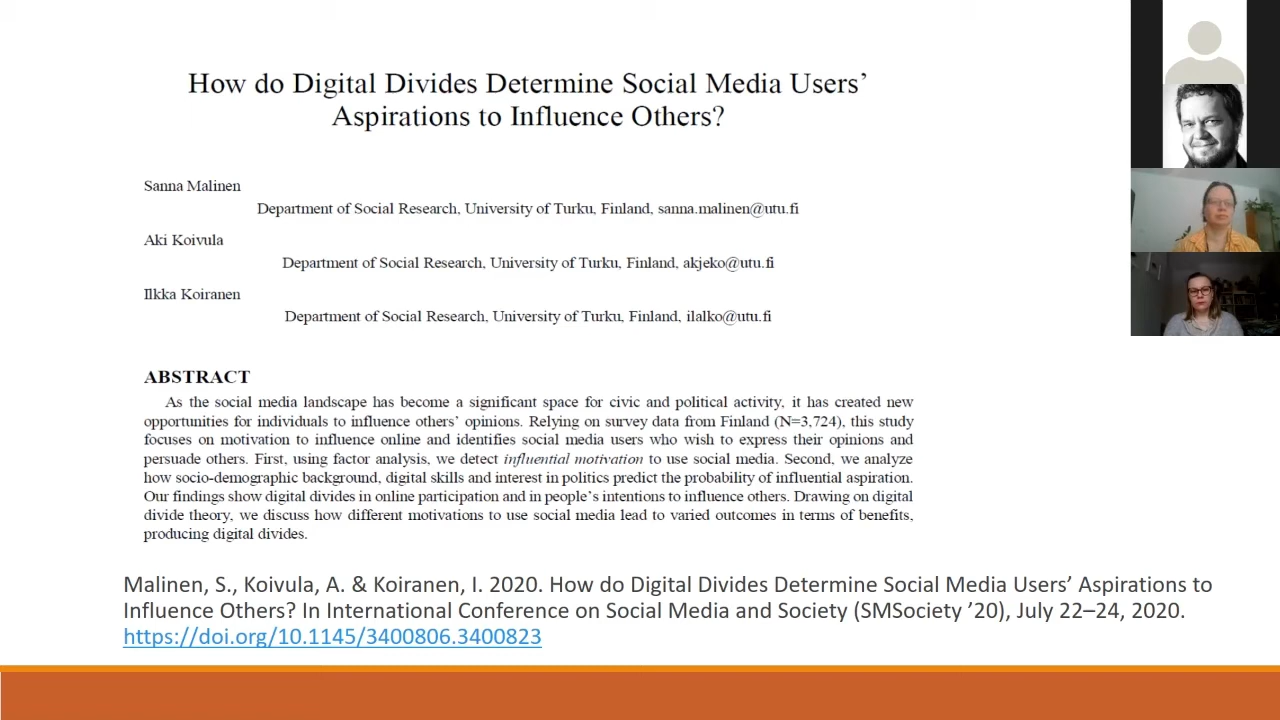 How do Digital Divides Determine Social Media Users’
Aspirations to Influence Others?
Sanna Malinen
Department of Social Research, University of Turku, Finland, sanna.malinen@utu.fi
Aki Koivula
Department of Social Research, University of Turku, Finland, akjeko@utu.fi
Ilkka Koiranen
Department of Social Research, University of Turku, Finland, ilalko@utu.fi
ABSTRACT
As the social media landscape has become a significant space for civic and political activity, it has created new
opportunities for individuals to influence others’ opinions. Relying on survey data from Finland (N=3,724), this study
focuses on motivation to influence online and identifies social media users who wish to express their opinions and
persuade others. First, using factor analysis, we detect influential motivation to use social media. Second, we analyze
how socio-demographic background, digital skills and interest in politics predict the probability of influential aspiration.
Our findings show digital divides in online participation and in people’s intentions to influence others. Drawing on digital
divide theory, we discuss how different motivations to use social media lead to varied outcomes in terms of benefits,
producing digital divides.
Malinen, S., Koivula, A. & Koiranen, I. 2020. How do Digital Divides Determine Social Media Users’ Aspirations to
Influence Others? In International Conference on Social Media and Society (SMSociety ’20), July 22–24, 2020.
https://doi.org/10.1145/3400806.3400823